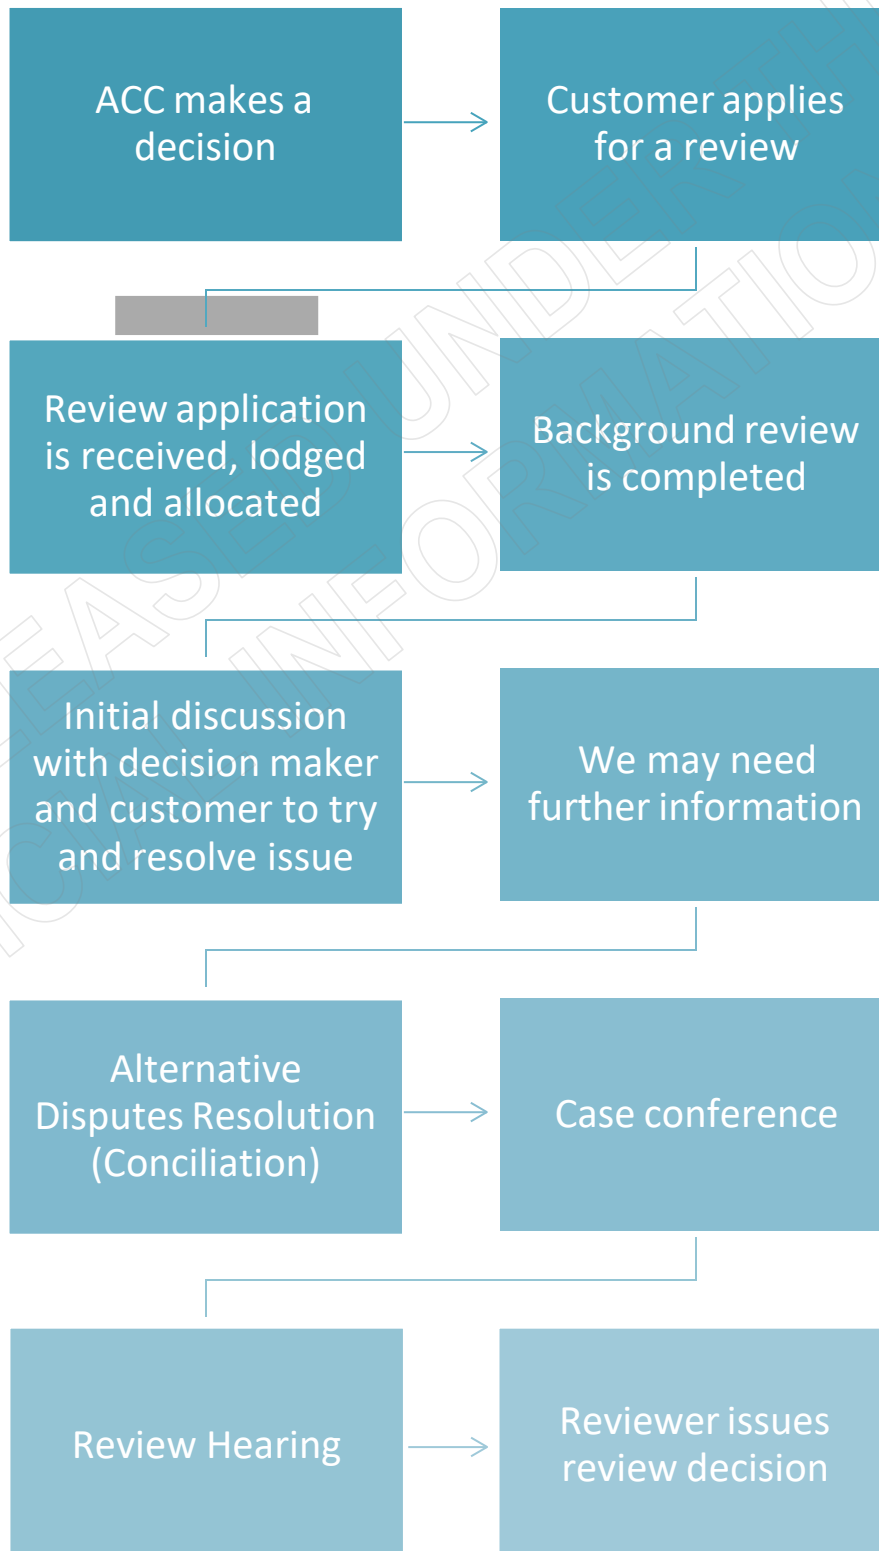 ACC makes a
decision
Customer applies
for a review
Review application
is received, lodged
and allocated
Background review
is completed
Initial discussion
with decision maker
and customer to try
and resolve issue
We may need
further information
Alternative
Disputes Resolution
(Conciliation)
Case conference
Review Hearing
Reviewer issues
review decision